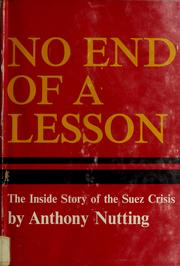 NO END
OF A
LESSON
The Inside Story of the Suez Crisis
by Anthony Nutting